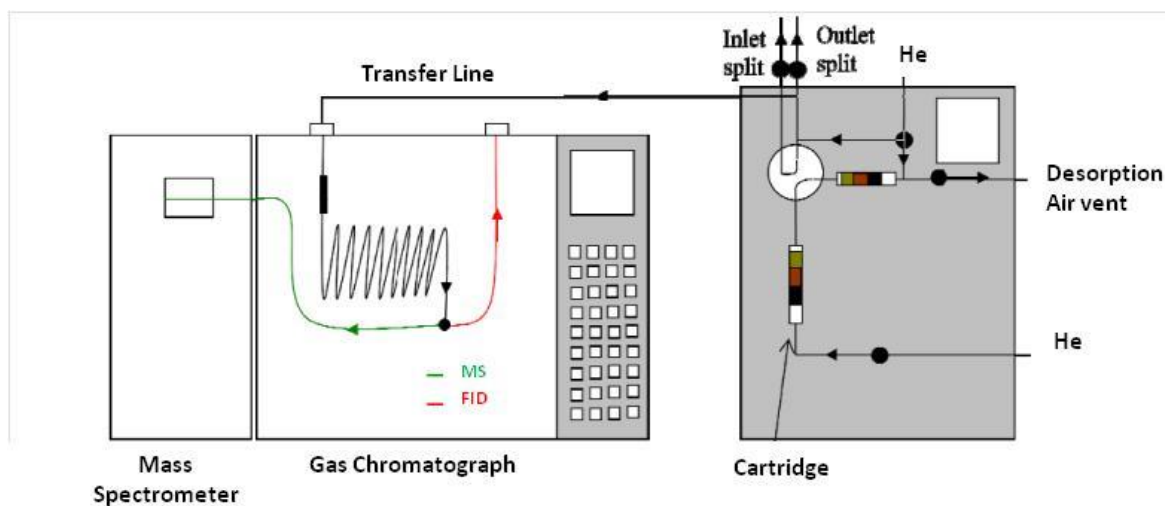 Inlet
split
Outlet
split
He
Transfer Line
Desorption
Air vent
MS
FID
He
Mass
Spectrometer
Gas Chromatograph
Cartridge